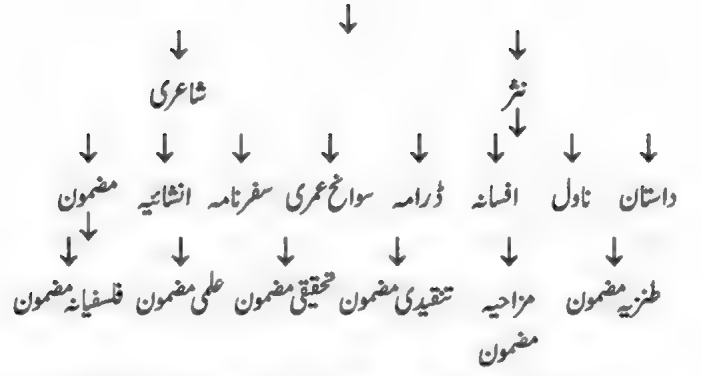 نثر شاعری
داستان ناول افسانہ ڈرامہ سوانح عمری سفرنامہ انشائیہ مضمون
طنزیہ مضمون مزاحیہ تنقیدی مضمون تحقیقی مضمون علمی مضمون فلسفیانہ مضمون
مضمون